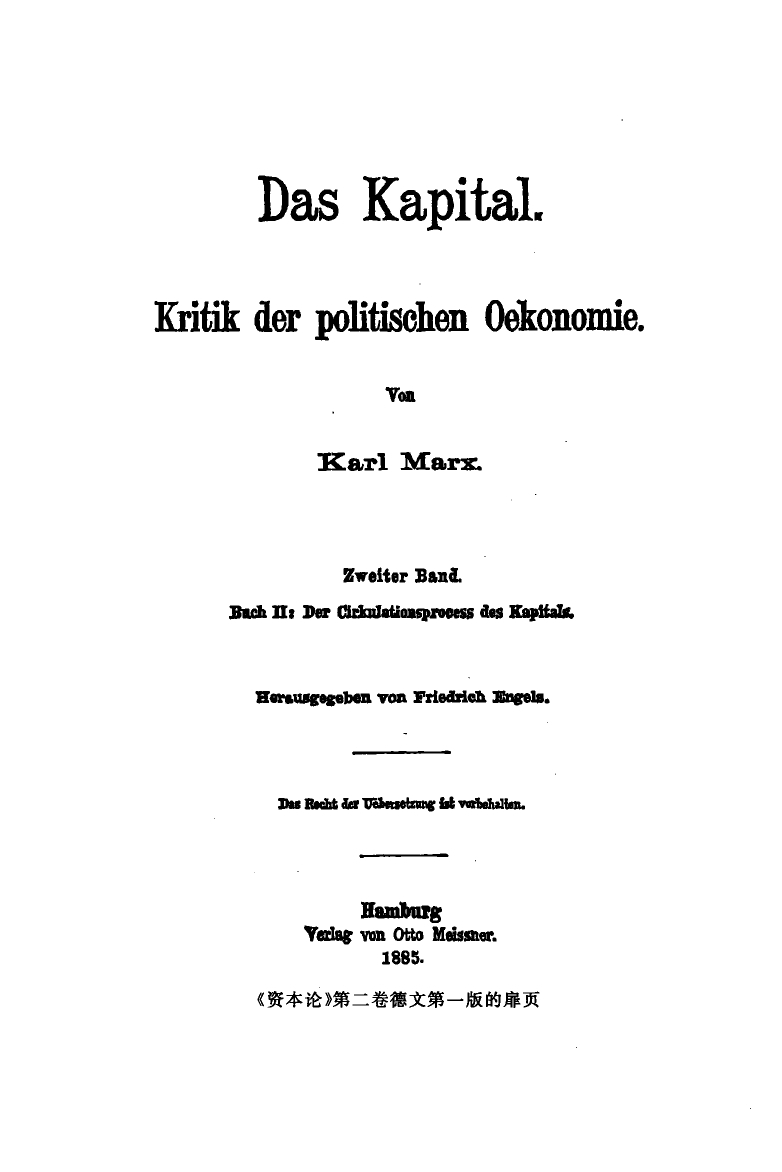 Das Kapital.
Kritik der politischen Oekonomie.
Von
Karl Marx.
Zweiter Band.
Buch II: Der Cirkulationsprocess des Kapitals.
Herausgegeben von Friedrich Engels.
Das Recht der Uebersetzung ist vorbehalten.
Hamburg
Verlag von Otto Meissner.
1885.
《资本论》第二卷德文第一版的扉页